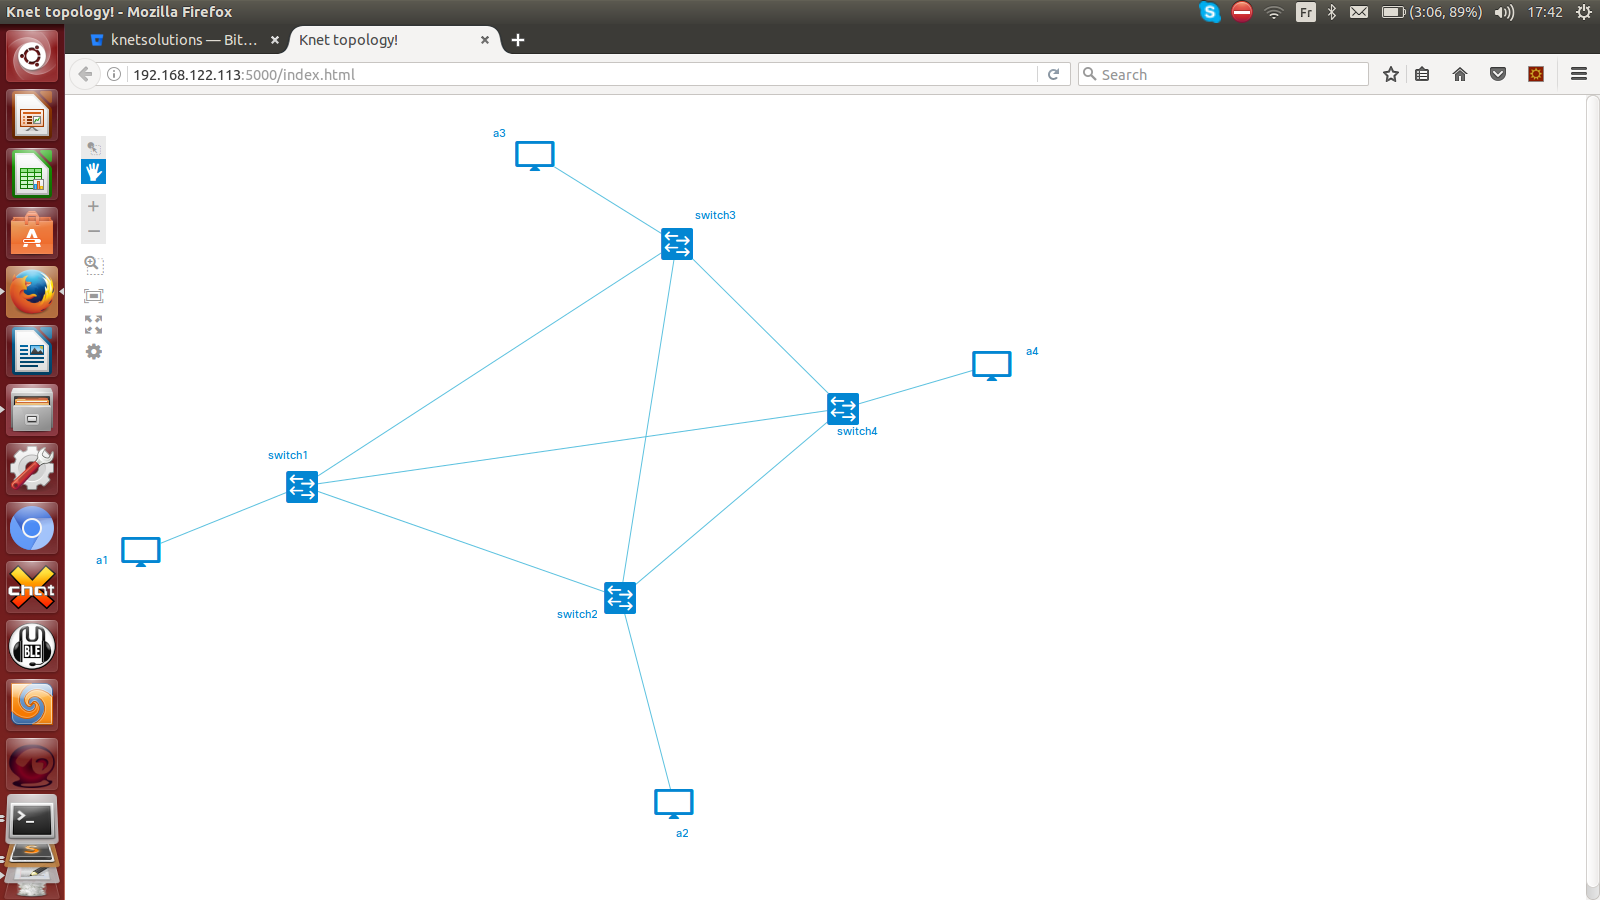 Knet topology! - Mozilla Firefox
Fr
(3:06, 89%)
17:42
knetsolutions — Bit...
Knet topology!
192.168.122.113:5000/index.html
Search
a3
switch3
a4
switch4
switch1
a1
switch2
a2
chat
U
BLE